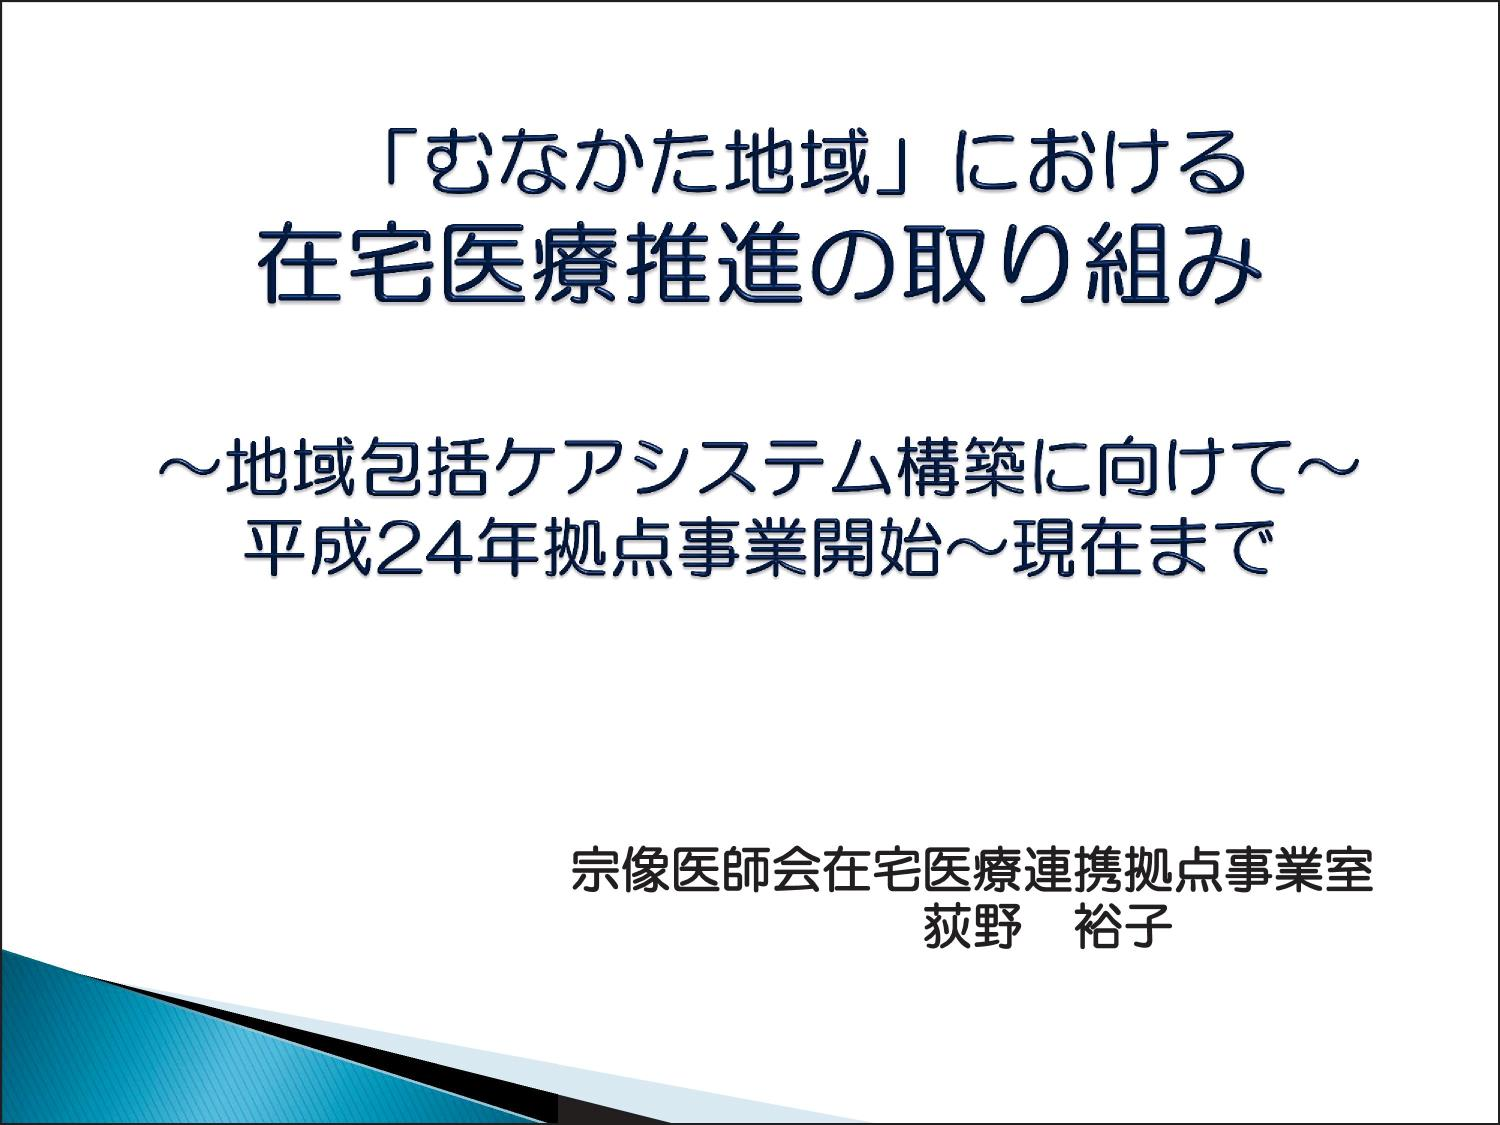 「むなかた地域」における
在宅医療推進の取り組み
～地域包括ケアシステム構築に向けて～
平成24年拠点事業開始～現在まで
宗像医師会在宅医療連携拠点事業室
荻野　裕子